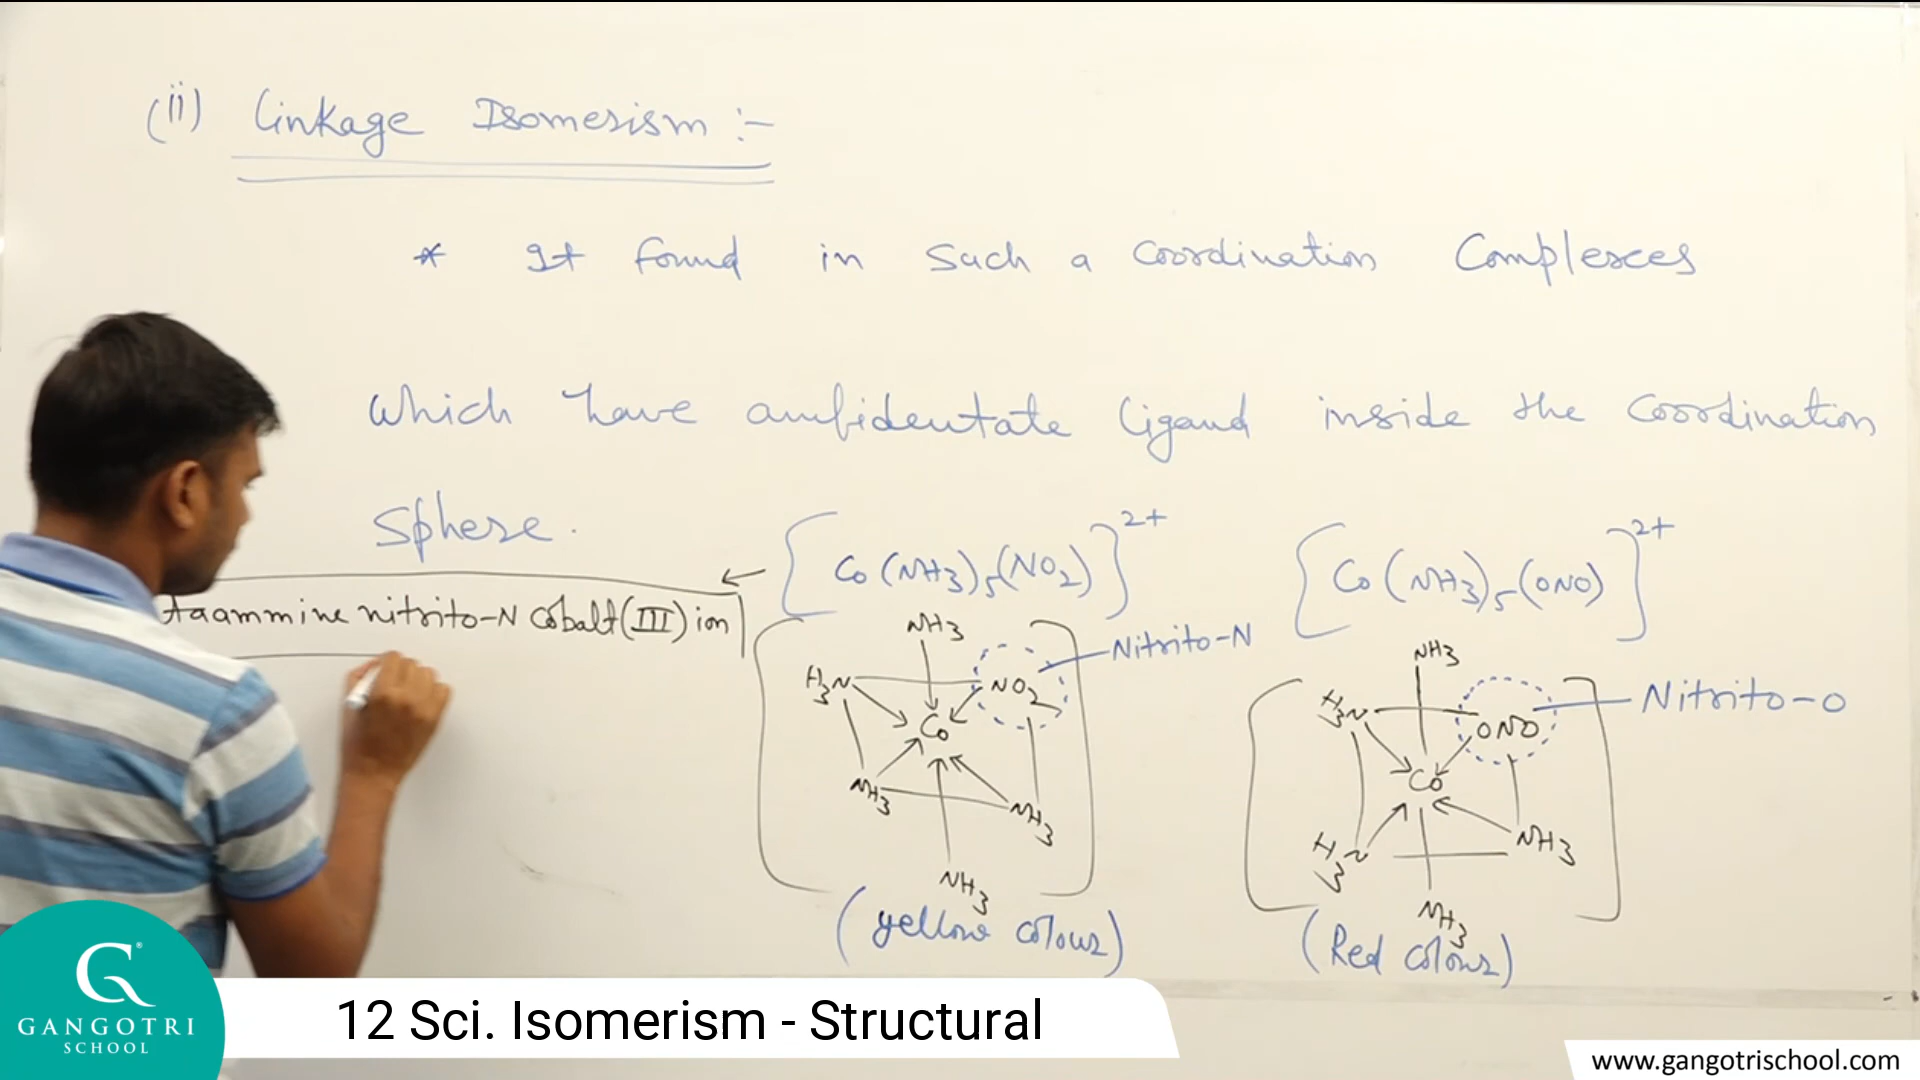 (ii) Linkage Isomerism :-
* It found in Such a Coordination Complexes
which have ambidentate ligand inside the Coordination
Sphere.
[Co(NH3)5(NO2)]2+
[Co(NH3)5(ONO)]2+
taammine nitrito-N Cobalt(III) ion
NH3
H3N
NO2
Nitrito-N
Co
NH3
NH3
NH3
(yellow colour)
NH3
H3N
ONO
Nitrito-O
Co
H3N
NH3
NH3
(Red colour)
GANGOTRI
SCHOOL
12 Sci. Isomerism - Structural
www.gangotrischool.com